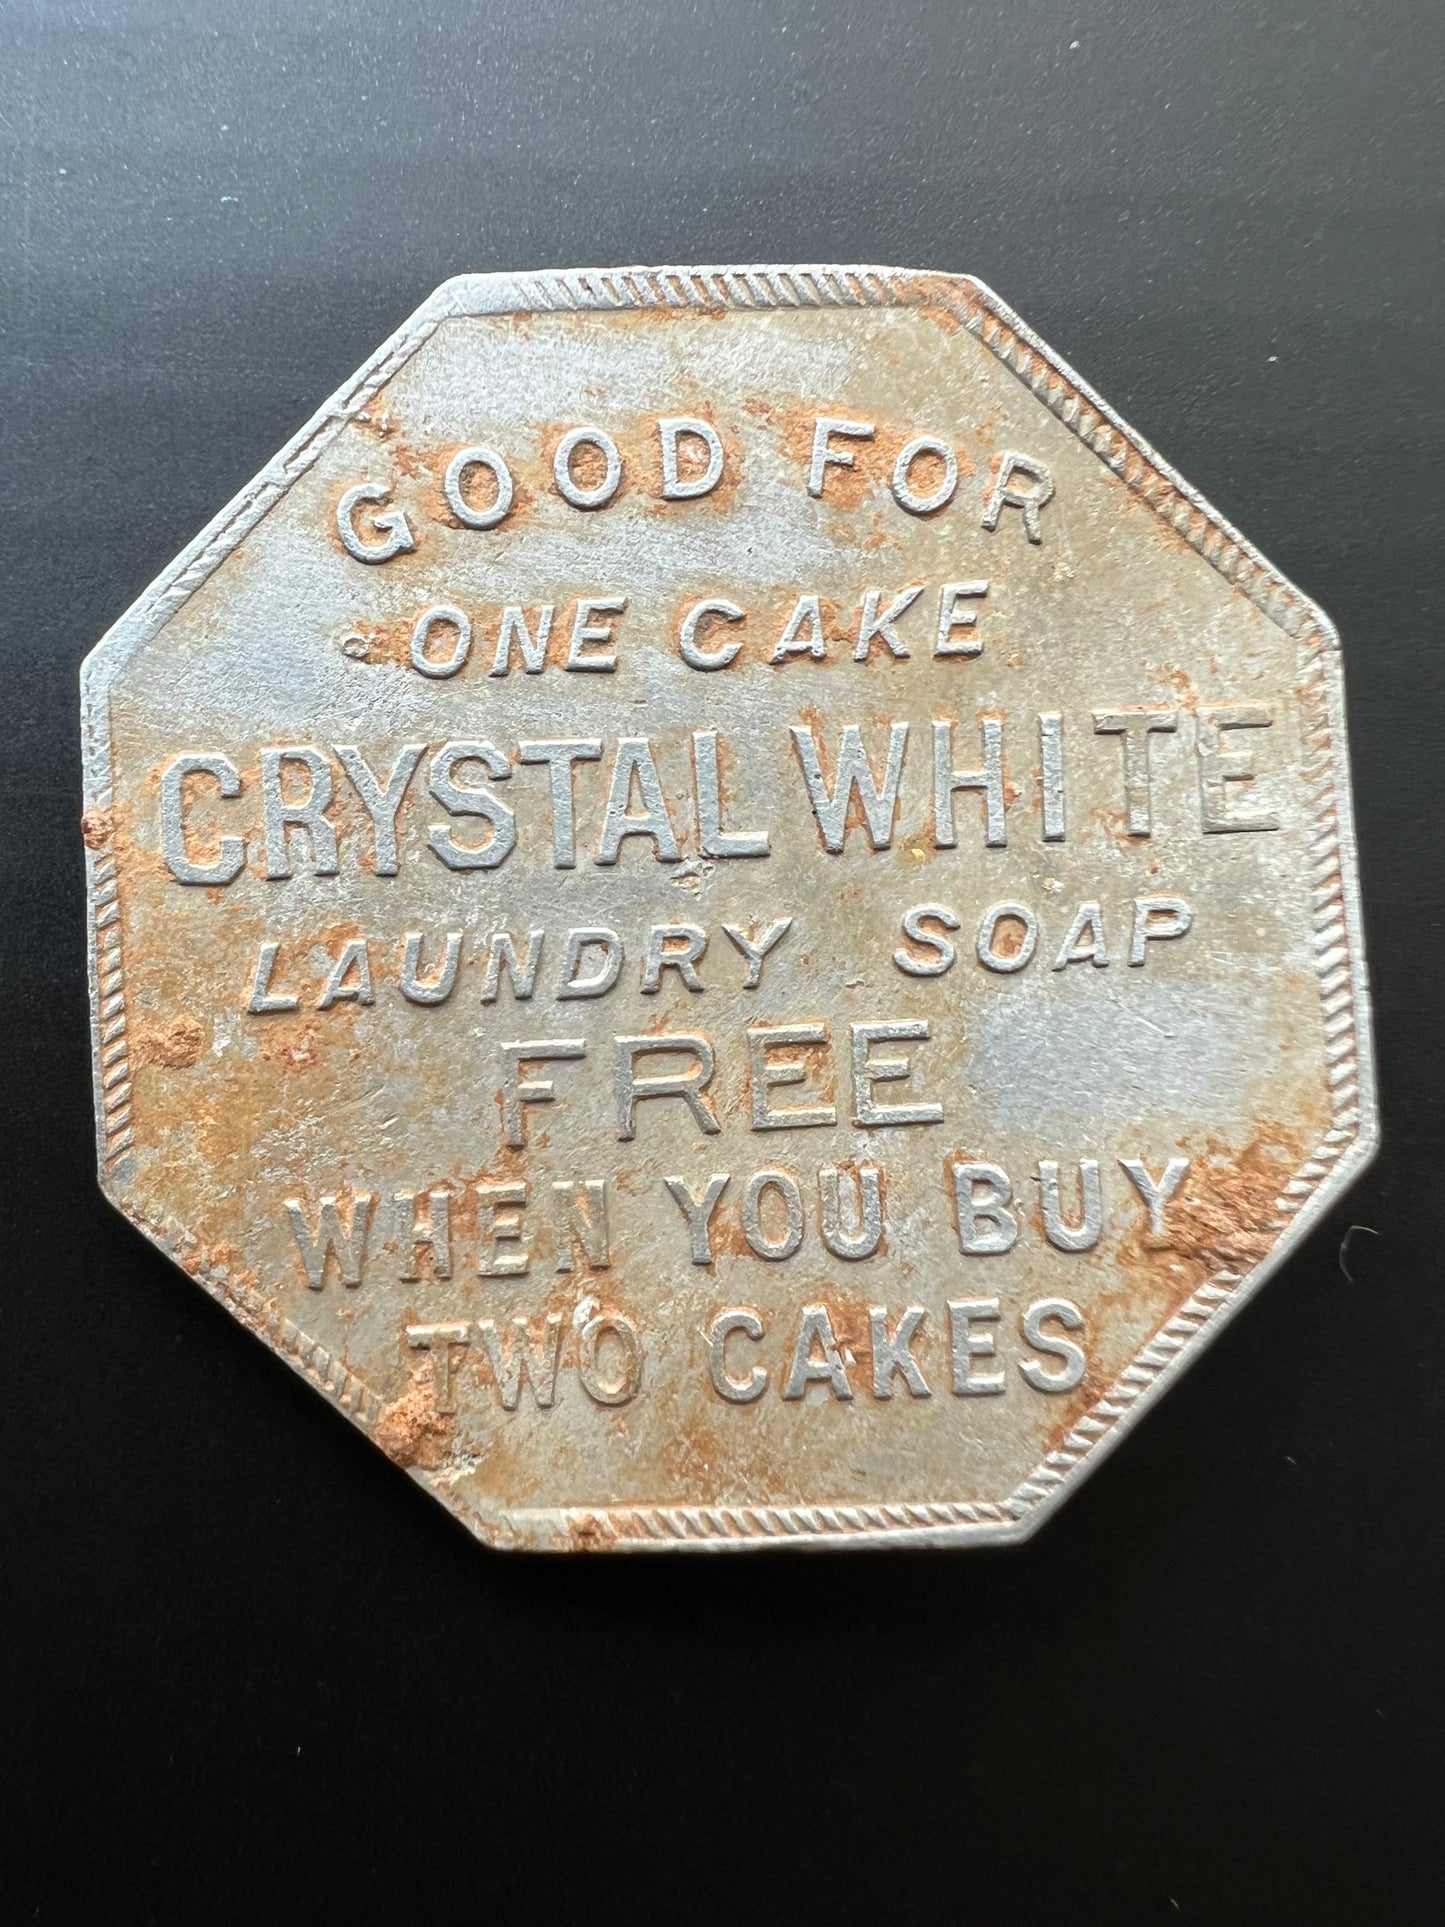 GOOD FOR
ONE CAKE
CRYSTAL WHITE
LAUNDRY SOAP
FREE
WHEN YOU BUY
TWO CAKES